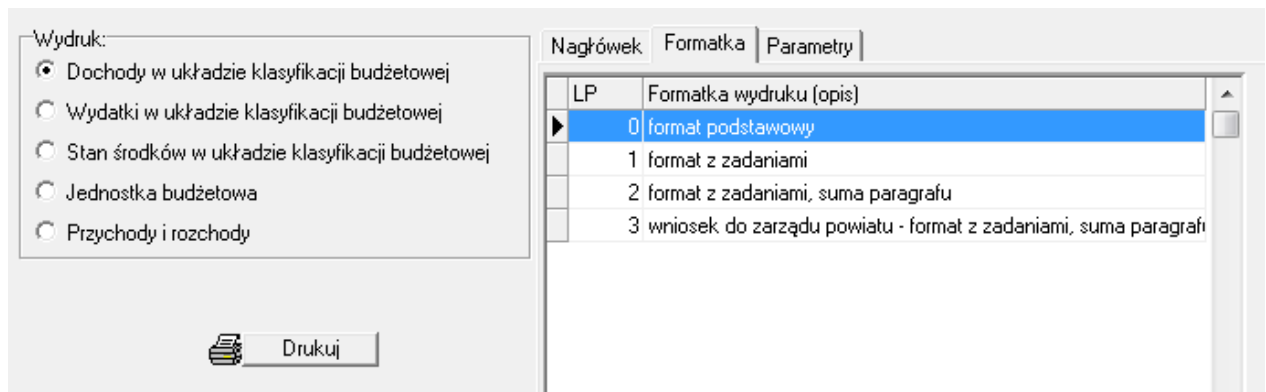 Wydruk:
Dochody w układzie klasyfikacji budżetowej
Wydatki w układzie klasyfikacji budżetowej
Stan środków w układzie klasyfikacji budżetowej
Jednostka budżetowa
Przychody i rozchody
Drukuj
Nagłówek Formatka Parametry
LP Formatka wydruku (opis)
0 format podstawowy
1 format z zadaniami
2 format z zadaniami, suma paragrafu
3 wniosek do zarządu powiatu - format z zadaniami, suma paragrafu